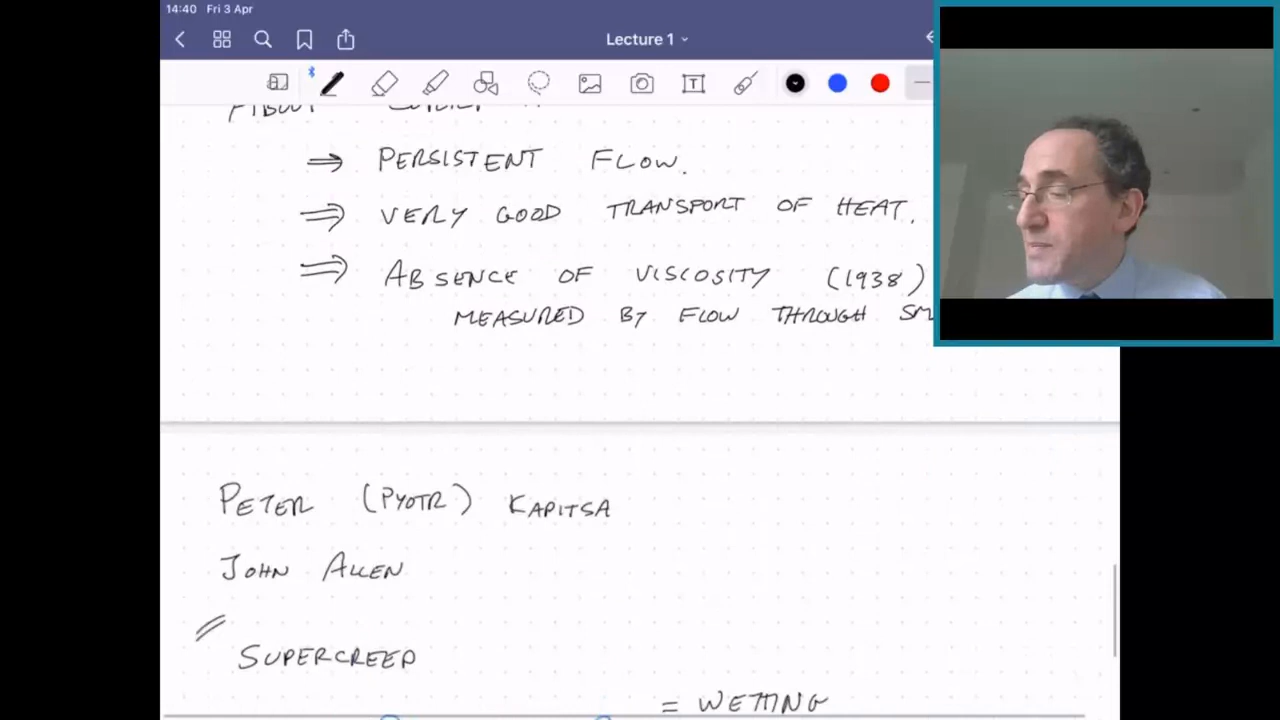 14:40 Fri 3 Apr
Lecture 1
T
⇒ PERSISTENT FLOW.
⇒ VERY GOOD TRANSPORT OF HEAT.
⇒ ABSENCE OF VISCOSITY (1938)
MEASURED BY FLOW THROUGH
PETER (PYOTR) KAPITSA
JOHN ALLEN
SUPERCREEP
= WETTING